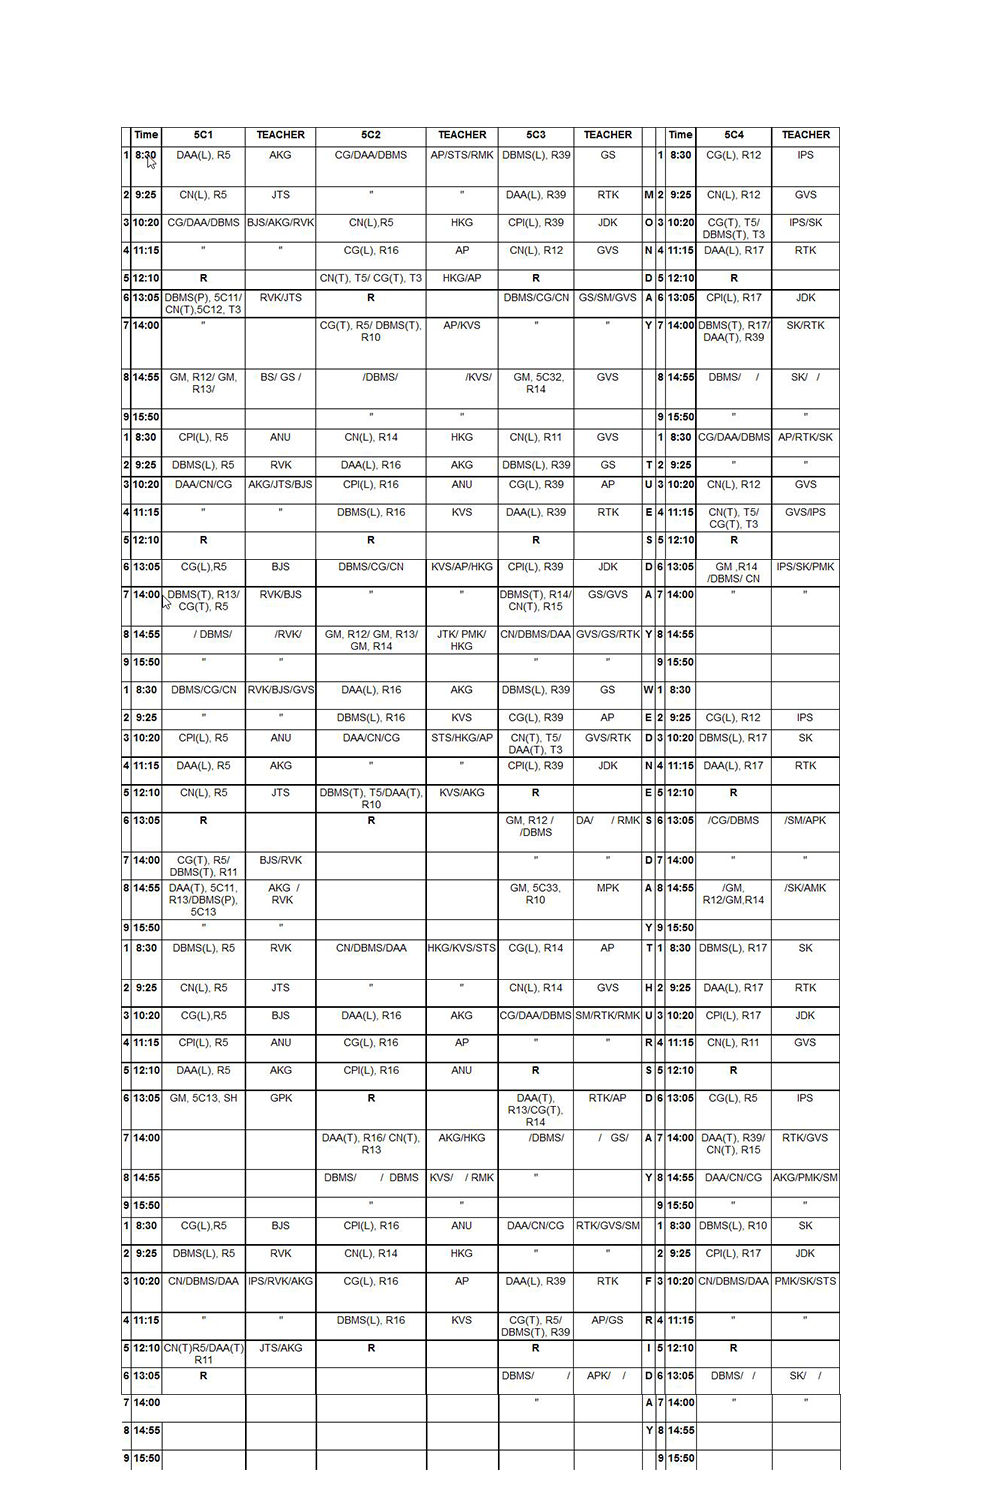 Time 5C1 TEACHER 5C2 TEACHER 5C3 TEACHER Time 5C4 TEACHER
1 8:30 DAA(L), R5 AKG CG/DAA/DBMS AP/STS/RMK DBMS(L), R39 GS 1 8:30 CG(L), R12 IPS
2 9:25 CN(L), R5 JTS " " DAA(L), R39 RTK M 2 9:25 CN(L), R12 GVS
3 10:20 CG/DAA/DBMS BJS/AKG/RVK CN(L),R5 HKG CPI(L), R39 JDK O 3 10:20 CG(T), T5/ IPS/SK
DBMS(T), T3
4 11:15 " " CG(L), R16 AP CN(L), R12 GVS N 4 11:15 DAA(L), R17 RTK
5 12:10 R CN(T), T5/ CG(T), T3 HKG/AP R D 5 12:10 R
6 13:05 DBMS(P), 5C11/ RVK/JTS R DBMS/CG/CN GS/SM/GVS A 6 13:05 CPI(L), R17 JDK
CN(T),5C12, T3
7 14:00 " CG(T), R5/ DBMS(T), AP/KVS " " Y 7 14:00 DBMS(T), R17/ SK/RTK
R10 DAA(T), R39
8 14:55 GM, R12/ GM, BS/ GS / /DBMS/ /KVS/ GM, 5C32, GVS 8 14:55 DBMS/ / SK/ /
R13/ R14
9 15:50 " " 9 15:50 " "
1 8:30 CPI(L), R5 ANU CN(L), R14 HKG CN(L), R11 GVS 1 8:30 CG/DAA/DBMS AP/RTK/SK
2 9:25 DBMS(L), R5 RVK DAA(L), R16 AKG DBMS(L), R39 GS T 2 9:25 " "
3 10:20 DAA/CN/CG AKG/JTS/BJS CPI(L), R16 ANU CG(L), R39 AP U 3 10:20 CN(L), R12 GVS
4 11:15 " " DBMS(L), R16 KVS DAA(L), R39 RTK E 4 11:15 CN(T), T5/ GVS/IPS
CG(T), T3
5 12:10 R R R S 5 12:10 R
6 13:05 CG(L),R5 BJS DBMS/CG/CN KVS/AP/HKG CPI(L), R39 JDK D 6 13:05 GM ,R14 IPS/SK/PMK
/DBMS/ CN
7 14:00 DBMS(T), R13/ RVK/BJS " " DBMS(T), R14/ GS/GVS A 7 14:00 " "
CG(T), R5 CN(T), R15
8 14:55 / DBMS/ /RVK/ GM, R12/ GM, R13/ JTK/ PMK/ CN/DBMS/DAA GVS/GS/RTK Y 8 14:55
GM, R14 HKG
9 15:50 " " " " 9 15:50
1 8:30 DBMS/CG/CN RVK/BJS/GVS DAA(L), R16 AKG DBMS(L), R39 GS W 1 8:30
2 9:25 " " DBMS(L), R16 KVS CG(L), R39 AP E 2 9:25 CG(L), R12 IPS
3 10:20 CPI(L), R5 ANU DAA/CN/CG STS/HKG/AP CN(T), T5/ GVS/RTK D 3 10:20 DBMS(L), R17 SK
DAA(T), T3
4 11:15 DAA(L), R5 AKG " " CPI(L), R39 JDK N 4 11:15 DAA(L), R17 RTK
5 12:10 CN(L), R5 JTS DBMS(T), T5/DAA(T), KVS/AKG R E 5 12:10 R
R10
6 13:05 R R GM, R12 / DA/ / RMK S 6 13:05 /CG/DBMS /SM/APK
/DBMS
7 14:00 CG(T), R5/ BJS/RVK " " D 7 14:00 " "
DBMS(T), R11
8 14:55 DAA(T), 5C11, AKG / GM, 5C33, MPK A 8 14:55 /GM, /SK/AMK
R13/DBMS(P), RVK R10 R12/GM,R14
5C13
9 15:50 " " Y 9 15:50
1 8:30 DBMS(L), R5 RVK CN/DBMS/DAA HKG/KVS/STS CG(L), R14 AP T 1 8:30 DBMS(L), R17 SK
2 9:25 CN(L), R5 JTS " " CN(L), R14 GVS H 2 9:25 DAA(L), R17 RTK
3 10:20 CG(L),R5 BJS DAA(L), R16 AKG CG/DAA/DBMS SM/RTK/RMK U 3 10:20 CPI(L), R17 JDK
4 11:15 CPI(L), R5 ANU CG(L), R16 AP " " R 4 11:15 CN(L), R11 GVS
5 12:10 DAA(L), R5 AKG CPI(L), R16 ANU R S 5 12:10 R
6 13:05 GM, 5C13, SH GPK R DAA(T), RTK/AP D 6 13:05 CG(L), R5 IPS
R13/CG(T),
R14
7 14:00 DAA(T), R16/ CN(T), AKG/HKG /DBMS/ / GS/ A 7 14:00 DAA(T), R39/ RTK/GVS
R13 CN(T), R15
8 14:55 DBMS/ / DBMS KVS/ / RMK " Y 8 14:55 DAA/CN/CG AKG/PMK/SM
9 15:50 " " 9 15:50 " "
1 8:30 CG(L),R5 BJS CPI(L), R16 ANU DAA/CN/CG RTK/GVS/SM 1 8:30 DBMS(L), R10 SK
2 9:25 DBMS(L), R5 RVK CN(L), R14 HKG " " 2 9:25 CPI(L), R17 JDK
3 10:20 CN/DBMS/DAA IPS/RVK/AKG CG(L), R16 AP DAA(L), R39 RTK F 3 10:20 CN/DBMS/DAA PMK/SK/STS
4 11:15 " " DBMS(L), R16 KVS CG(T), R5/ AP/GS R 4 11:15 " "
DBMS(T), R39
5 12:10 CN(T)R5/DAA(T) JTS/AKG R R I 5 12:10 R
R11
6 13:05 R DBMS/ / APK/ / D 6 13:05 DBMS/ / SK/ /
7 14:00 " A 7 14:00 " "
8 14:55 Y 8 14:55
9 15:50 9 15:50